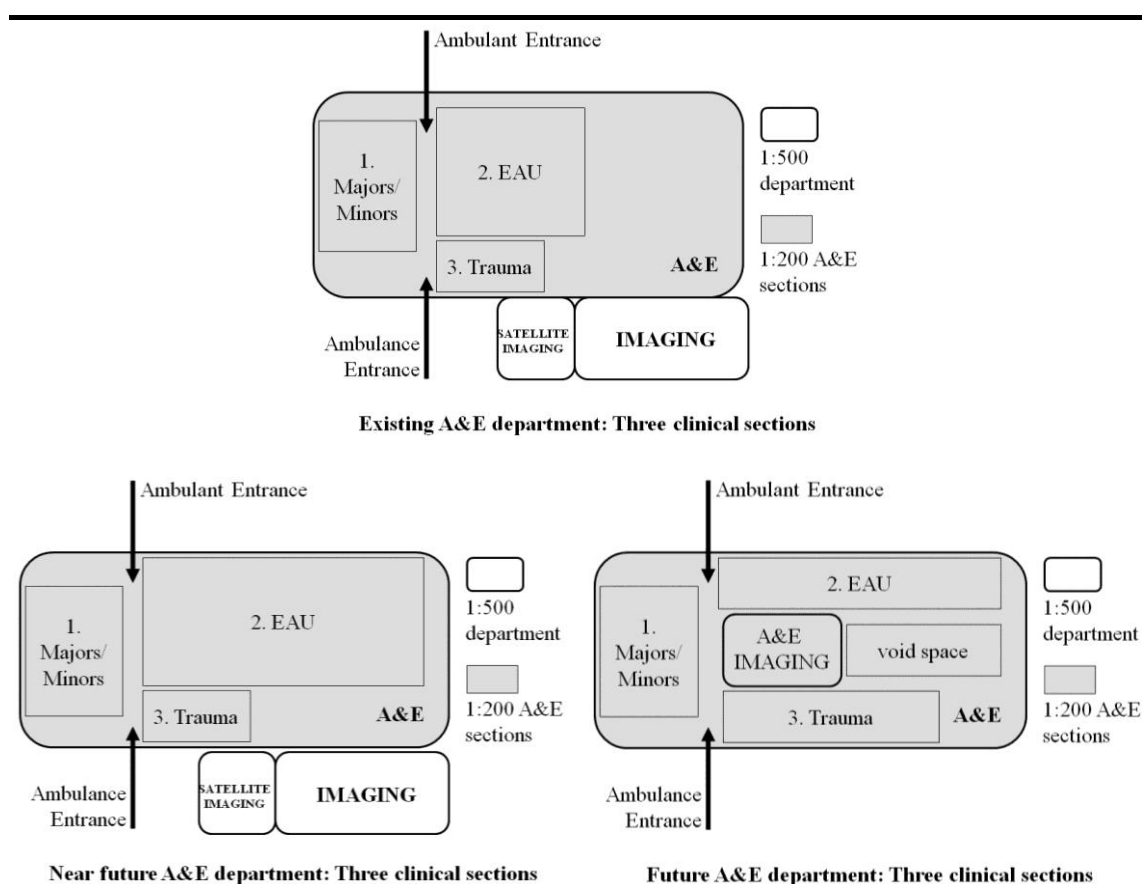 Ambulant Entrance
1.
Majors/
Minors
2. EAU
3. Trauma
A&E
1:500
department
1:200 A&E
sections
Ambulance
Entrance
SATELLITE
IMAGING
IMAGING
Existing A&E department: Three clinical sections
Ambulant Entrance
1.
Majors/
Minors
2. EAU
3. Trauma
A&E
1:500
department
1:200 A&E
sections
Ambulance
Entrance
SATELLITE
IMAGING
IMAGING
Near future A&E department: Three clinical sections
Ambulant Entrance
1.
Majors/
Minors
2. EAU
A&E
IMAGING
void space
3. Trauma
A&E
1:500
department
1:200 A&E
sections
Ambulance
Entrance
Future A&E department: Three clinical sections